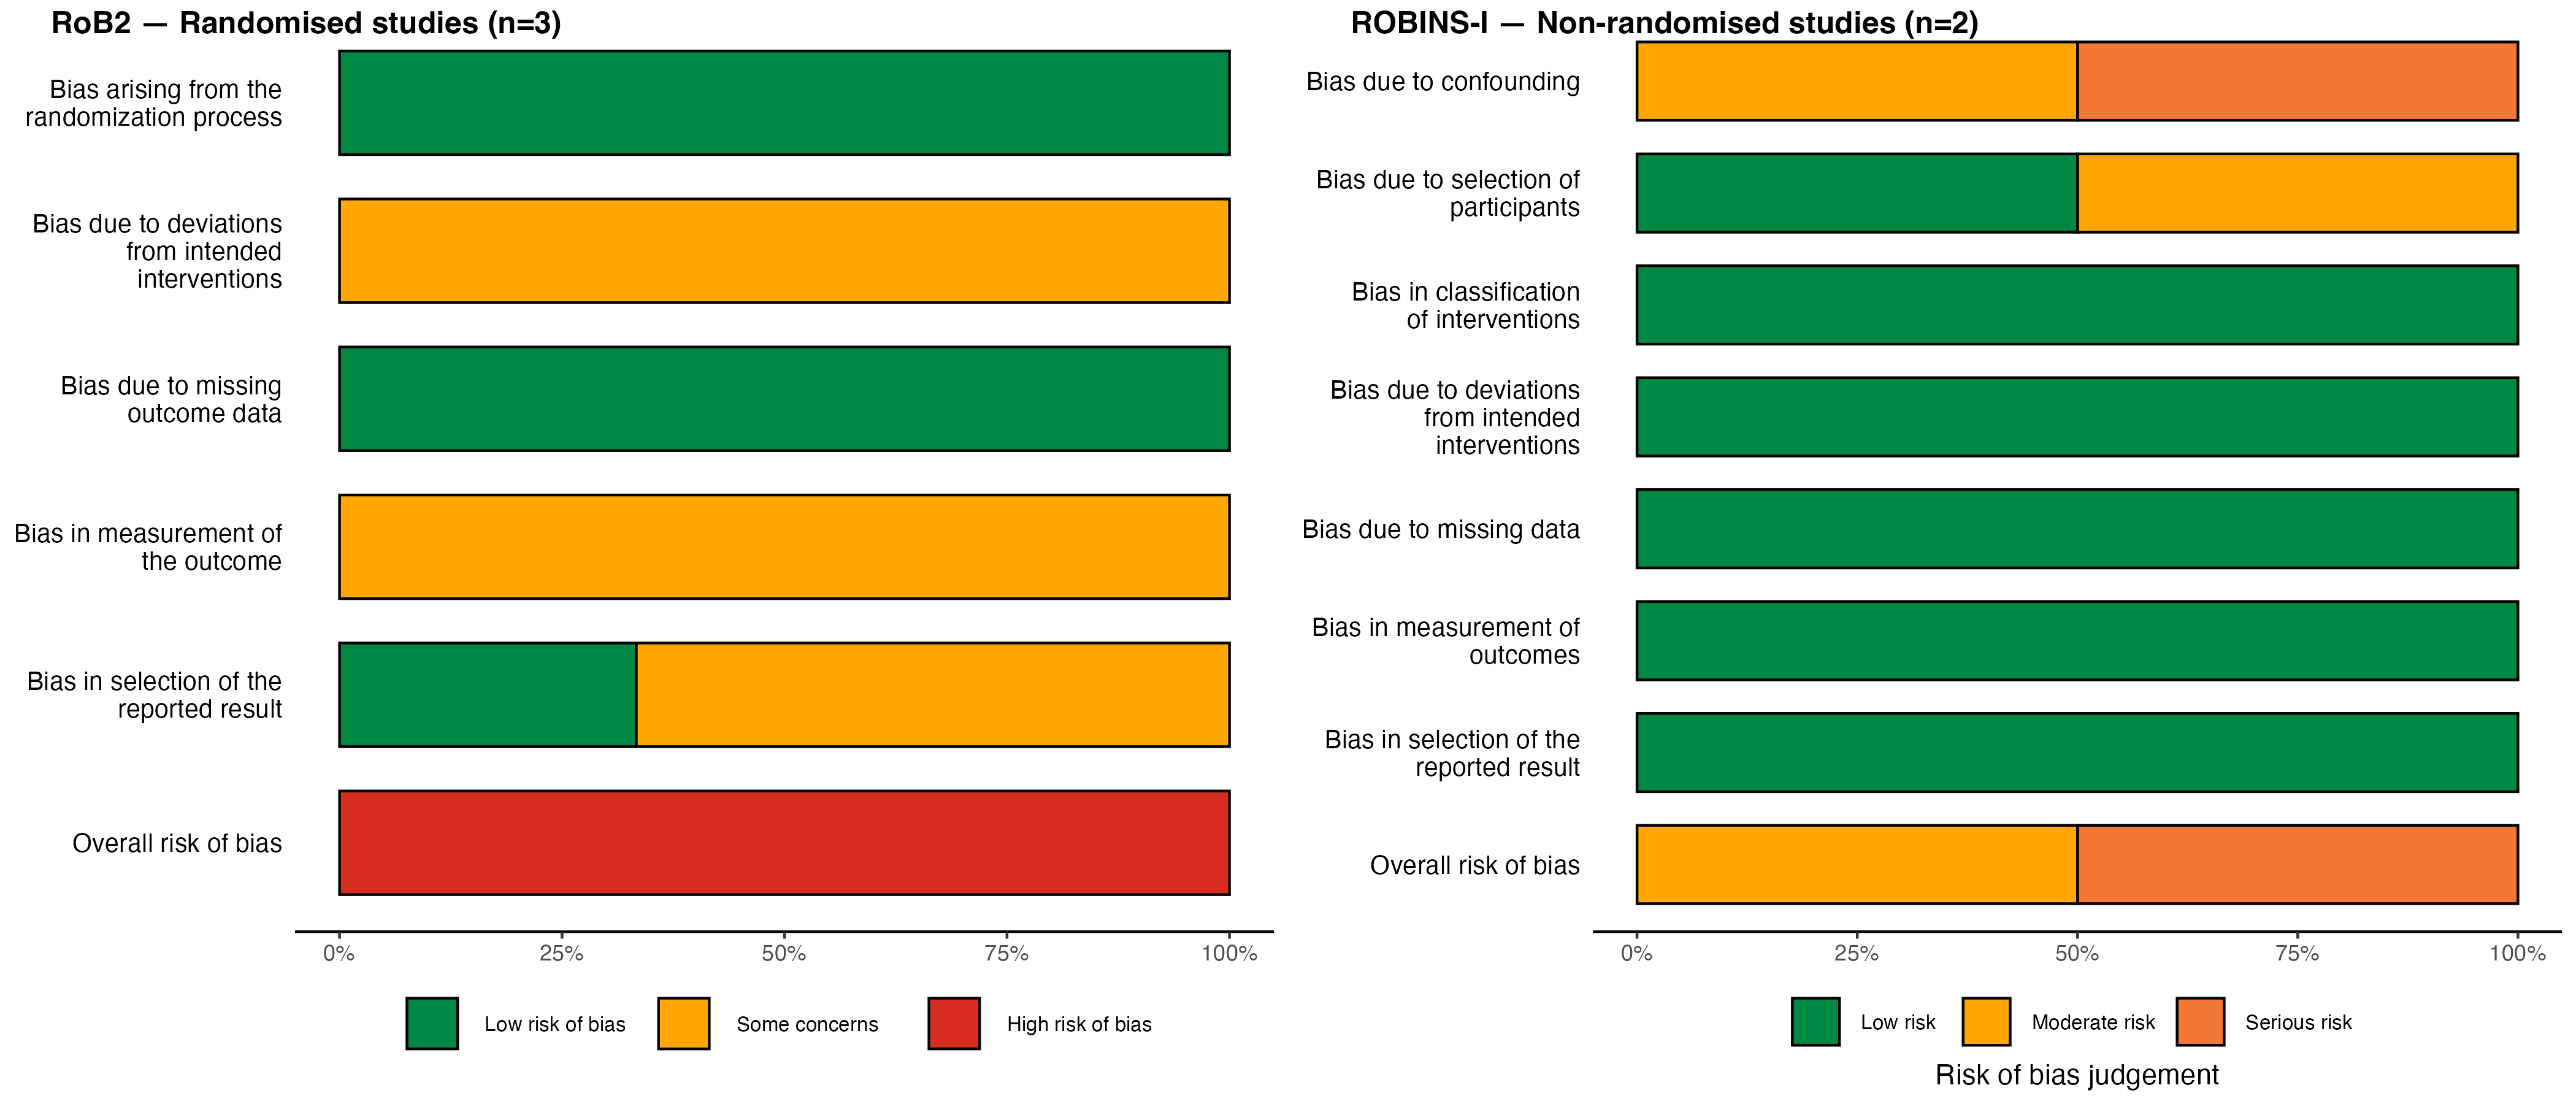 RoB2 — Randomised studies (n=3)
Bias arising from the
randomization process
Bias due to deviations
from intended
interventions
Bias due to missing
outcome data
Bias in measurement of
the outcome
Bias in selection of the
reported result
Overall risk of bias
0% 25% 50% 75% 100%
Low risk of bias Some concerns High risk of bias
ROBINS-I — Non-randomised studies (n=2)
Bias due to confounding
Bias due to selection of
participants
Bias in classification
of interventions
Bias due to deviations
from intended
interventions
Bias due to missing data
Bias in measurement of
outcomes
Bias in selection of the
reported result
Overall risk of bias
0% 25% 50% 75% 100%
Low risk Moderate risk Serious risk
Risk of bias judgement